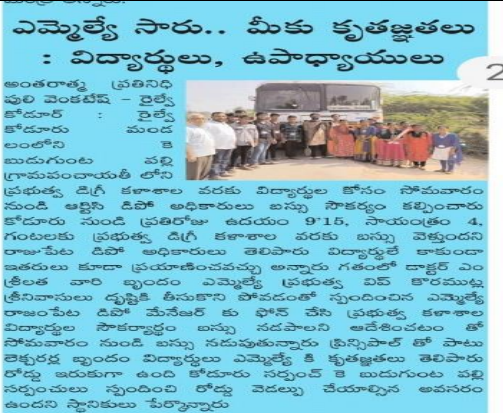 ఎమ్మెల్యే సారు.. మీకు కృతజ్ఞతలు
: విద్యార్థులు, ఉపాధ్యాయులు
2
అంతరాత్మ ప్రతినిధి
పులి వెంకటేష్ - రైల్వే
కోడూర్ : రైల్వే
కోడూరు మండ
లంలోని కె
బుడుగుంట పల్లి
గ్రామపంచాయతీ లోని
ప్రభుత్వ డిగ్రీ కళాశాల వరకు విద్యార్థుల కోసం సోమవారం
నుండి ఆర్టిసి డిపో అధికారులు బస్సు సౌకర్యం కల్పించారు
కోడూరు నుండి ప్రతిరోజు ఉదయం 9'15, సాయంత్రం 4,
గంటలకు ప్రభుత్వ డిగ్రీ కళాశాల వరకు బస్సు వెళ్తుందని
రాజుపేట డిపో అధికారులు తెలిపారు విద్యార్థులే కాకుండా
ఇతరులు కూడా ప్రయాణించవచ్చు అన్నారు గతంలో డాక్టర్ ఎం
శ్రీలత వారి బృందం ఎమ్మెల్యే ప్రభుత్వ విప్ కొరముట్ల
శ్రీనివాసులు దృష్టికి తీసుకొని పోవడంతో స్పందించిన ఎమ్మెల్యే
రాజంపేట డిపో మేనేజర్ కు ఫోన్ చేసి ప్రభుత్వ కళాశాల
విద్యార్థుల సౌకర్యార్థం బస్సు నడపాలని ఆదేశించటం తో
సోమవారం నుండి బస్సు నడుపుతున్నారు ప్రిన్సిపాల్ తో పాటు
లెక్చరర్ల బృందం విద్యార్థులు ఎమ్మెల్యే కి కృతజ్ఞతలు తెలిపారు
రోడ్డు ఇరుకుగా ఉంది కోడూరు సర్పంచ్ కె బుడుగుంట పల్లి
సర్పంచులు స్పందించి రోడ్డు వెడల్పు చేయాల్సిన అవసరం
ఉందని స్థానికులు పేర్కొన్నారు